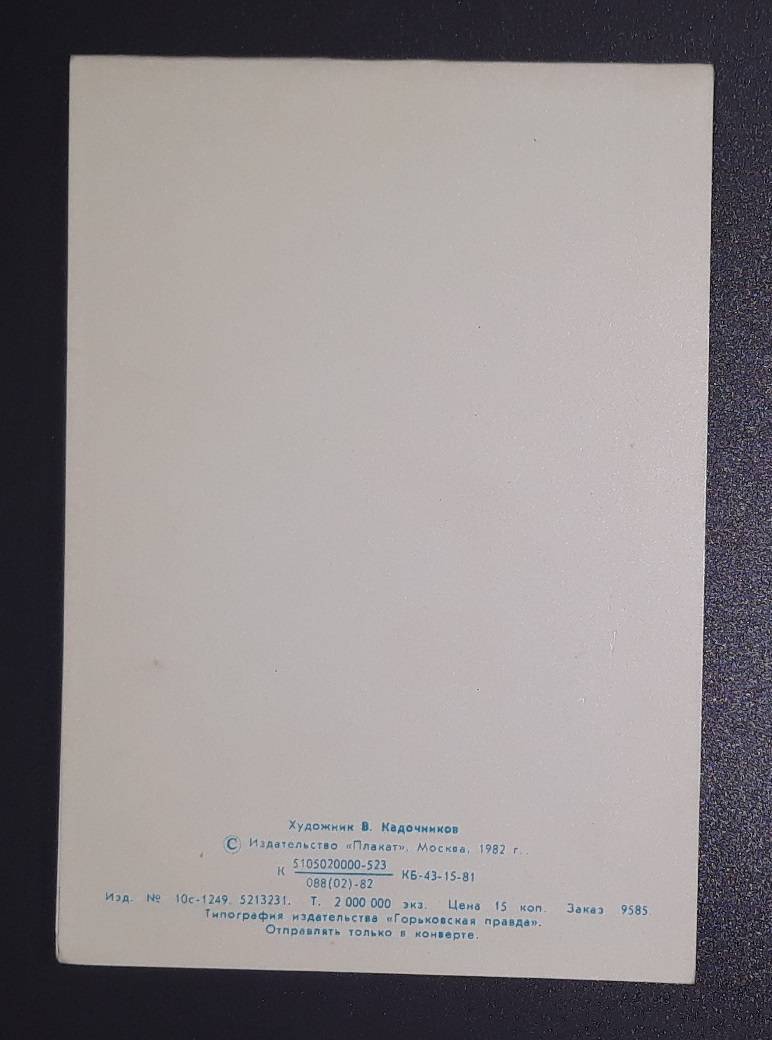 Художник В. Кадочников
© Издательство «Плакат», Москва, 1982 г.
К 5105020000-523 КБ-43-15-81
088(02)-82
Изд. № 10с-1249. 5213231. Т. 2 000 000 экз. Цена 15 коп. Заказ 9585
Типография издательства «Горьковская правда».
Отправлять только в конверте.